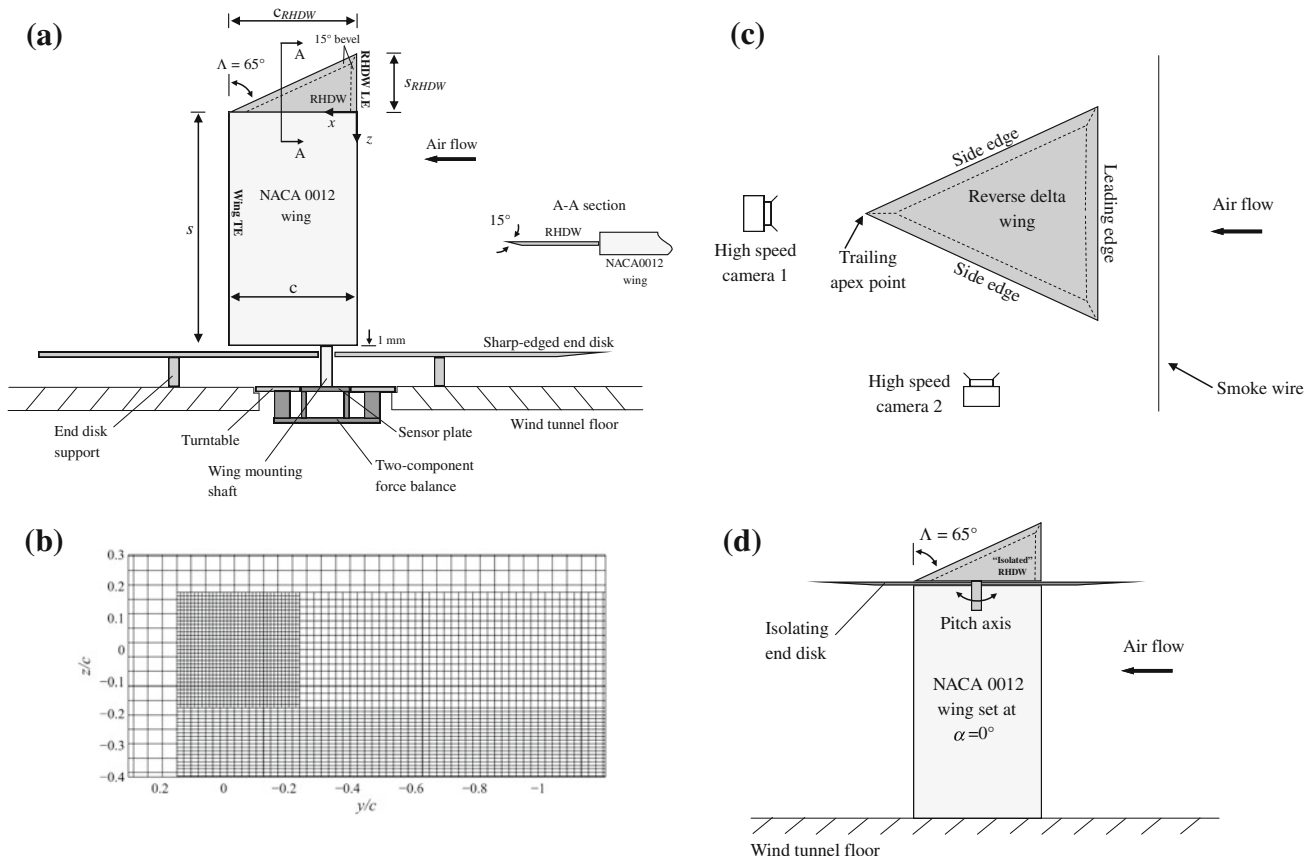 (a)
c_RHDW
15° bevel
A
Λ = 65°
RHDW LE
s_RHDW
RHDW
x
z
A
Air flow
s
Wing TE
NACA 0012
wing
A-A section
15°
RHDW
NACA0012
wing
c
1 mm
Sharp-edged end disk
End disk
support
Turntable
Wing mounting
shaft
Two-component
force balance
Sensor plate
Wind tunnel floor
(b)
0.3
0.2
0.1
0
−0.1
−0.2
−0.3
−0.4
z/c
0.2
0
−0.2
−0.4
−0.6
−0.8
−1
y/c
(c)
Side edge
Reverse delta
wing
Leading edge
Air flow
High speed
camera 1
Trailing
apex point
Side edge
High speed
camera 2
Smoke wire
(d)
Λ = 65°
"Isolated"
RHDW
Isolating
end disk
Pitch axis
Air flow
NACA 0012
wing set at
α =0°
Wind tunnel floor